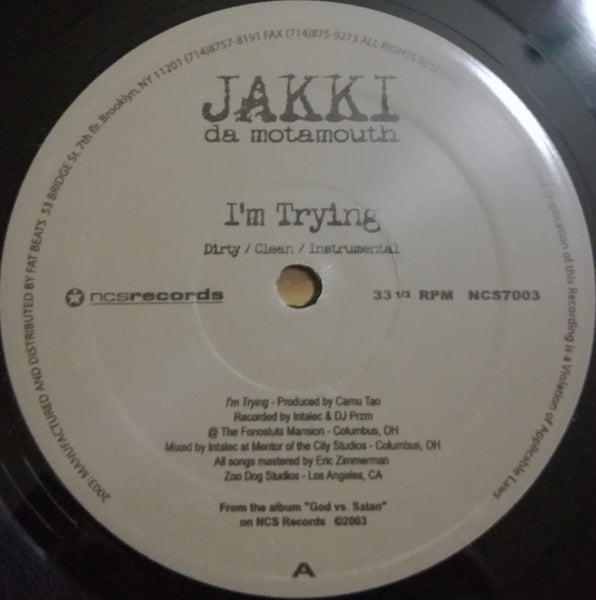 2003 MANUFACTURED AND DISTRIBUTED BY FAT BEATS 53 BRIDGE St. 7th flr. Brooklyn, NY 11201 (714)8757-8191 FAX (714)875-9273 ALL RIGHTS RESERVED
Duplication of this Recording is a Violation of Applicable Laws
JAKKI
da motamouth
I'm Trying
Dirty / Clean / Instrumental
ncsrecords
33 1/3 RPM NCS7003
I'm Trying - Produced by Camu Tao
Recorded by Intalec & DJ Przm
@ The Fonosluts Mansion - Columbus, OH
Mixed by Intalec at Mentor of the City Studios - Columbus, OH
All songs mastered by Eric Zimmerman
Zoo Dog Studios - Los Angeles, CA
From the album "God vs. Satan"
on NCS Records ©2003
A